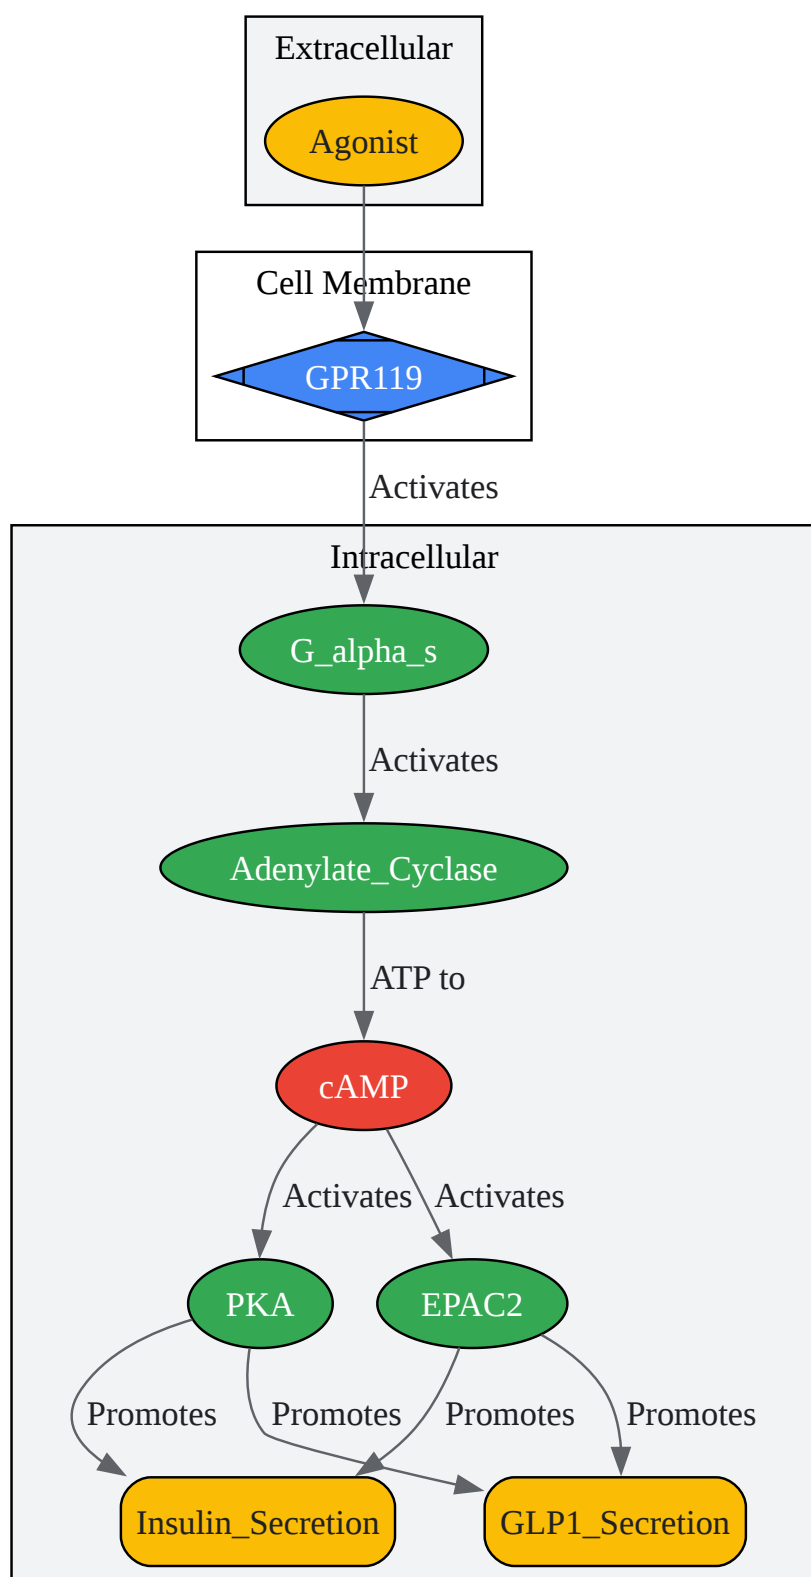 Extracellular
Agonist
Cell Membrane
GPR119
Activates
Intracellular
G_alpha_s
Activates
Adenylate_Cyclase
ATP to
cAMP
Activates
Activates
PKA
EPAC2
Promotes
Promotes
Promotes
Promotes
Insulin_Secretion
GLP1_Secretion